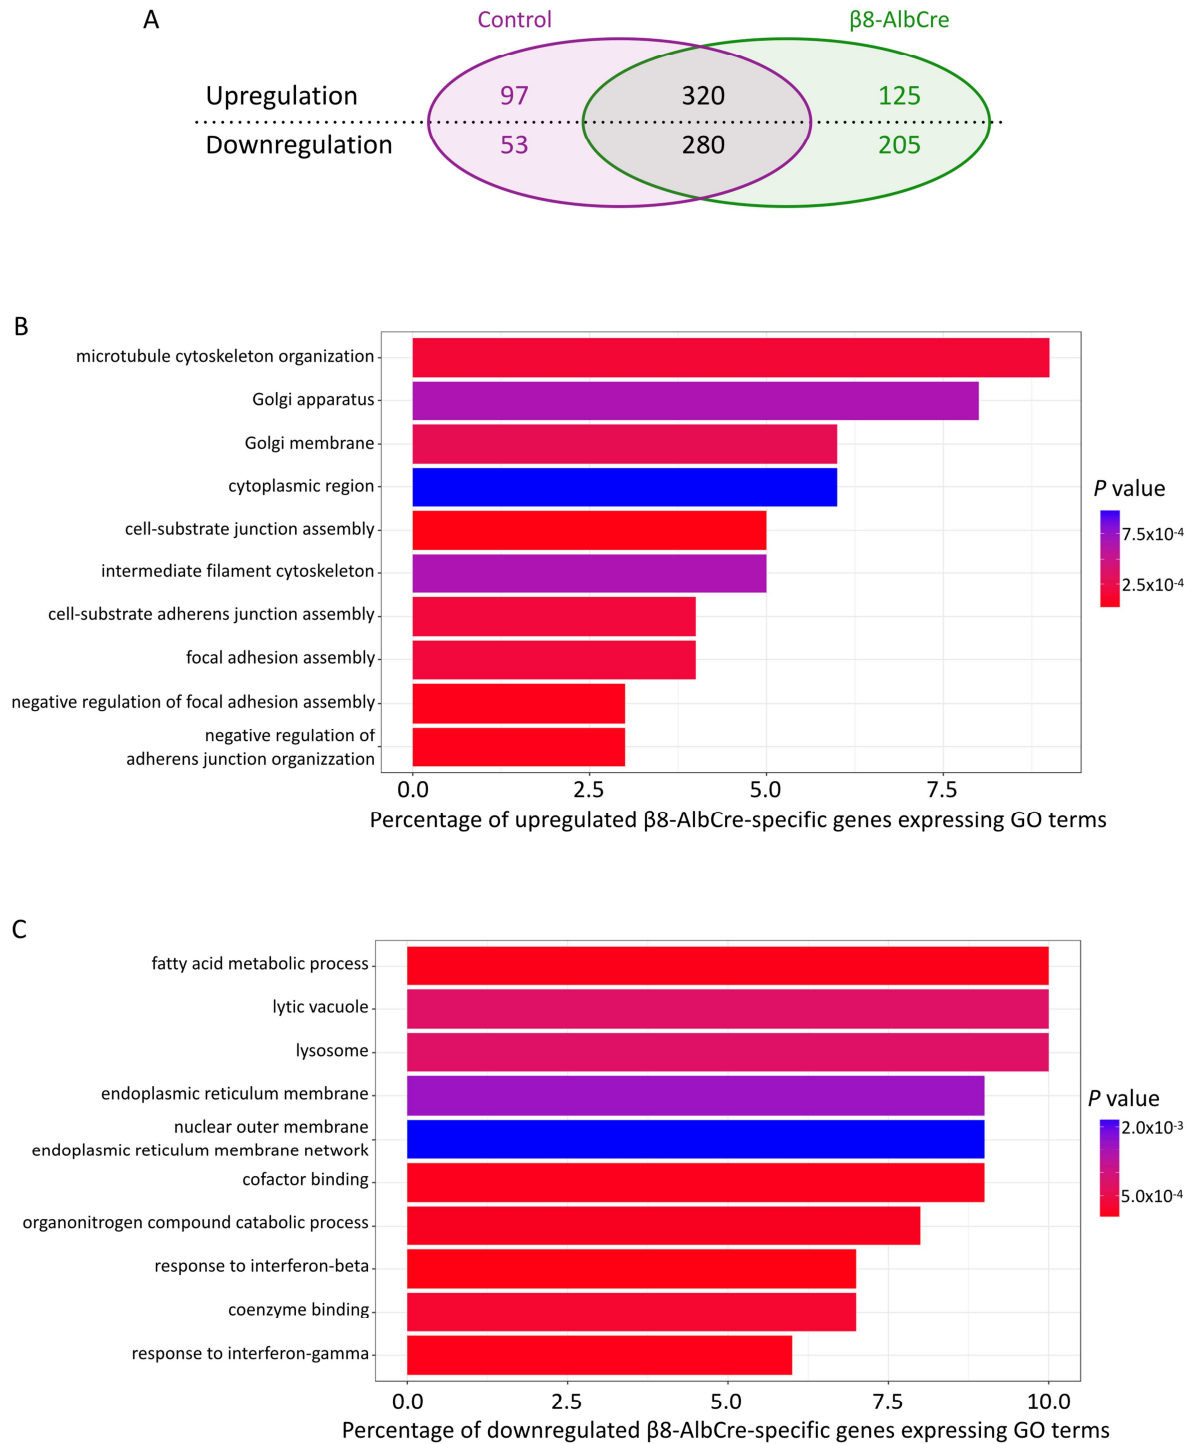 A
Control
β8-AlbCre
Upregulation
97
320
125
Downregulation
53
280
205
B
microtubule cytoskeleton organization
Golgi apparatus
Golgi membrane
cytoplasmic region
cell-substrate junction assembly
intermediate filament cytoskeleton
cell-substrate adherens junction assembly
focal adhesion assembly
negative regulation of focal adhesion assembly
negative regulation of
adherens junction organizzation
P value
7.5x10-4
2.5x10-4
0.0
2.5
5.0
7.5
Percentage of upregulated β8-AlbCre-specific genes expressing GO terms
C
fatty acid metabolic process
lytic vacuole
lysosome
endoplasmic reticulum membrane
nuclear outer membrane
endoplasmic reticulum membrane network
cofactor binding
organonitrogen compound catabolic process
response to interferon-beta
coenzyme binding
response to interferon-gamma
P value
2.0x10-3
5.0x10-4
0.0
2.5
5.0
7.5
10.0
Percentage of downregulated β8-AlbCre-specific genes expressing GO terms